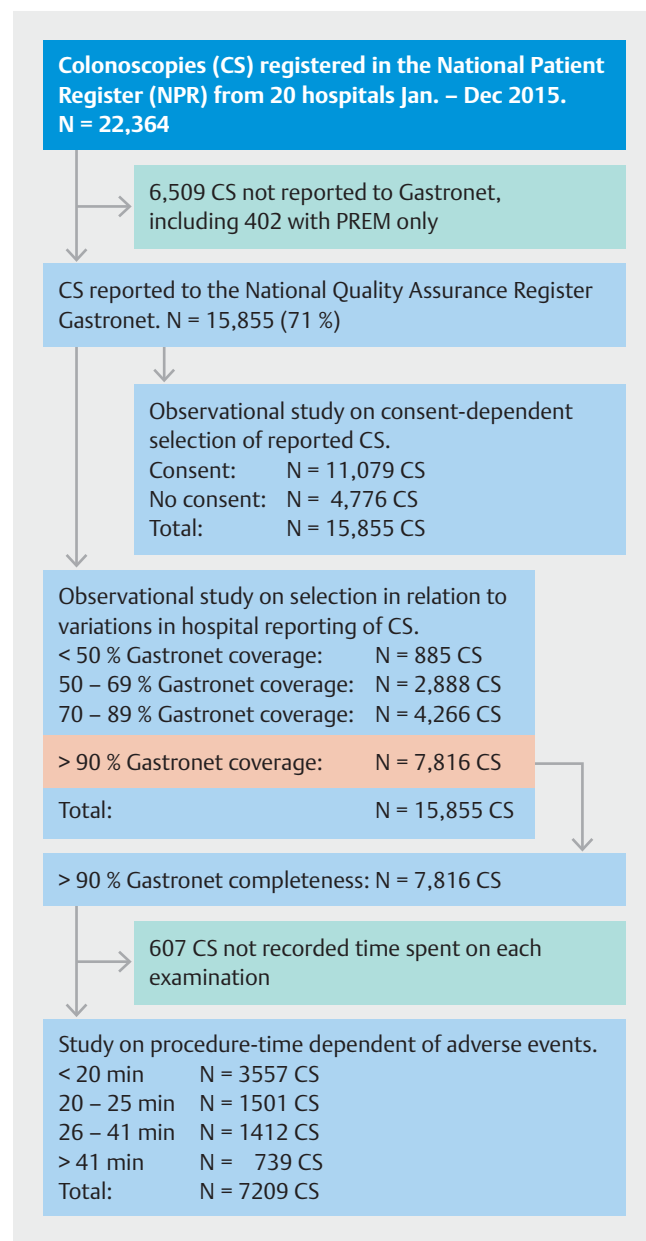 Colonoscopies (CS) registered in the National Patient
Register (NPR) from 20 hospitals Jan. – Dec 2015.
N = 22,364
6,509 CS not reported to Gastronet,
including 402 with PREM only
CS reported to the National Quality Assurance Register
Gastronet. N = 15,855 (71 %)
Observational study on consent-dependent
selection of reported CS.
Consent: N = 11,079 CS
No consent: N = 4,776 CS
Total: N = 15,855 CS
Observational study on selection in relation to
variations in hospital reporting of CS.
< 50 % Gastronet coverage: N = 885 CS
50 – 69 % Gastronet coverage: N = 2,888 CS
70 – 89 % Gastronet coverage: N = 4,266 CS
> 90 % Gastronet coverage: N = 7,816 CS
Total: N = 15,855 CS
> 90 % Gastronet completeness: N = 7,816 CS
607 CS not recorded time spent on each
examination
Study on procedure-time dependent of adverse events.
< 20 min N = 3557 CS
20 – 25 min N = 1501 CS
26 – 41 min N = 1412 CS
> 41 min N = 739 CS
Total: N = 7209 CS